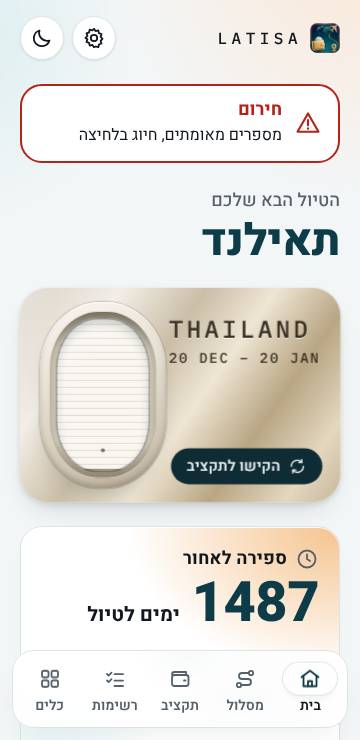 LATISA
חירום
מספרים מאומתים, חיוג בלחיצה
הטיול הבא שלכם
תאילנד
THAILAND
20 DEC – 20 JAN
הקישו לתקציב
ספירה לאחור
1487 ימים לטיול
בית
מסלול
תקציב
רשימות
כלים